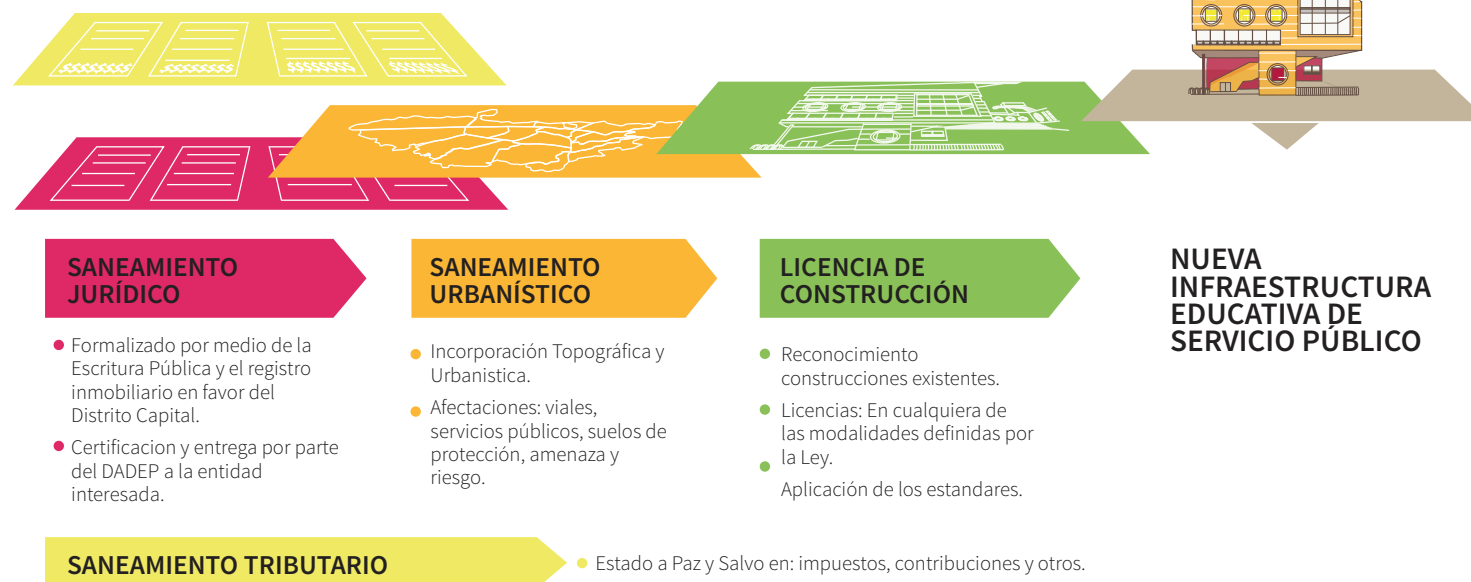 SANEAMIENTO
JURÍDICO
Formalizado por medio de la
Escritura Pública y el registro
inmobiliario en favor del
Distrito Capital.
Certificacion y entrega por parte
del DADEP a la entidad
interesada.
SANEAMIENTO
URBANÍSTICO
Incorporación Topográfica y
Urbanistica.
Afectaciones: viales,
servicios públicos, suelos de
protección, amenaza y
riesgo.
LICENCIA DE
CONSTRUCCIÓN
Reconocimiento
construcciones existentes.
Licencias: En cualquiera de
las modalidades definidas por
la Ley.
Aplicación de los estandares.
NUEVA
INFRAESTRUCTURA
EDUCATIVA DE
SERVICIO PÚBLICO
SANEAMIENTO TRIBUTARIO
Estado a Paz y Salvo en: impuestos, contribuciones y otros.